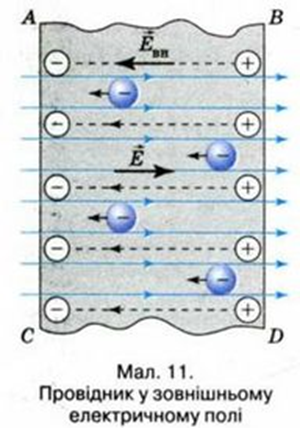 A B
E⃗вн
E⃗
C D
Мал. 11.
Провідник у зовнішньому
електричному полі